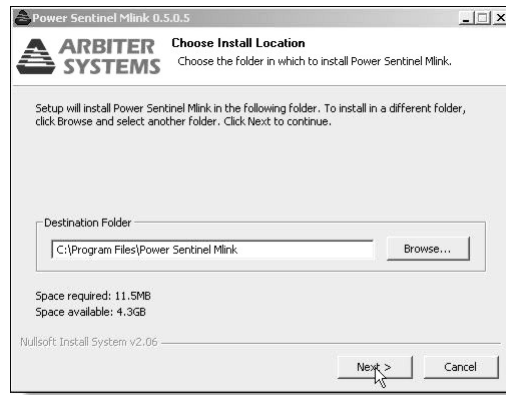 Power Sentinel Mlink 0.5.0.5
ARBITER
SYSTEMS
Choose Install Location
Choose the folder in which to install Power Sentinel Mlink.
Setup will install Power Sentinel Mlink in the following folder. To install in a different folder,
click Browse and select another folder. Click Next to continue.
Destination Folder
C:\Program Files\Power Sentinel Mlink
Browse...
Space required: 11.5MB
Space available: 4.3GB
Nullsoft Install System v2.06
Next >
Cancel